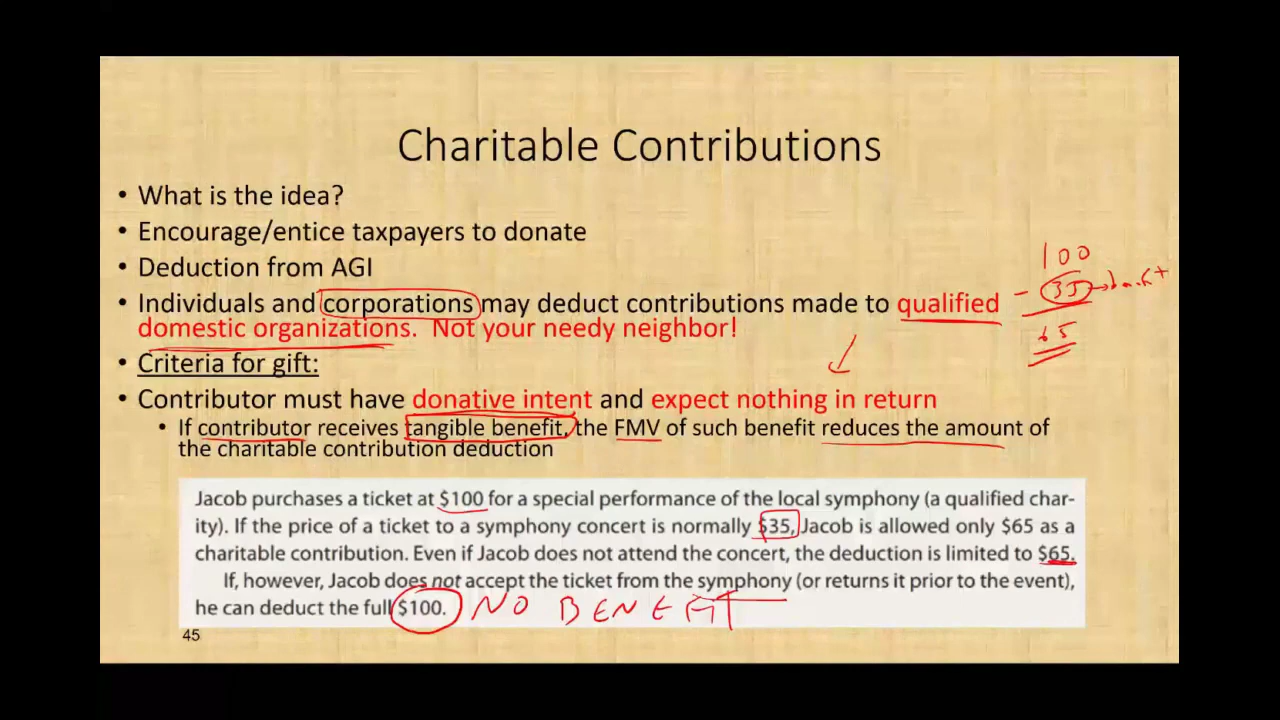 Charitable Contributions
• What is the idea?
• Encourage/entice taxpayers to donate
• Deduction from AGI
100
• Individuals and corporations may deduct contributions made to qualified
- 35 →
domestic organizations. Not your needy neighbor!
65
• Criteria for gift:
• Contributor must have donative intent and expect nothing in return
• If contributor receives tangible benefit, the FMV of such benefit reduces the amount of
the charitable contribution deduction
Jacob purchases a ticket at $100 for a special performance of the local symphony (a qualified char-
ity). If the price of a ticket to a symphony concert is normally $35, Jacob is allowed only $65 as a
charitable contribution. Even if Jacob does not attend the concert, the deduction is limited to $65.
If, however, Jacob does not accept the ticket from the symphony (or returns it prior to the event),
he can deduct the full $100. NO BENEFIT
45